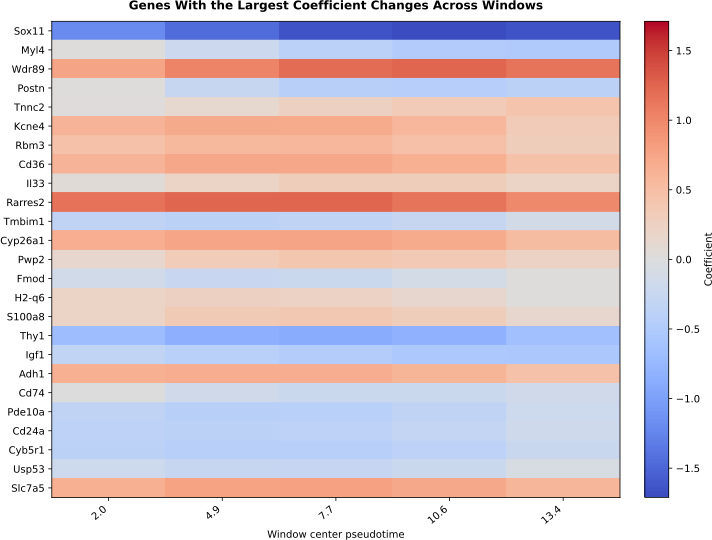 Genes With the Largest Coefficient Changes Across Windows
Sox11
Myl4
Wdr89
Postn
Tnnc2
Kcne4
Rbm3
Cd36
Il33
Rarres2
Tmbim1
Cyp26a1
Pwp2
Fmod
H2-q6
S100a8
Thy1
Igf1
Adh1
Cd74
Pde10a
Cd24a
Cyb5r1
Usp53
Slc7a5
2.0
4.9
7.7
10.6
13.4
Window center pseudotime
1.5
1.0
0.5
0.0
−0.5
−1.0
−1.5
Coefficient